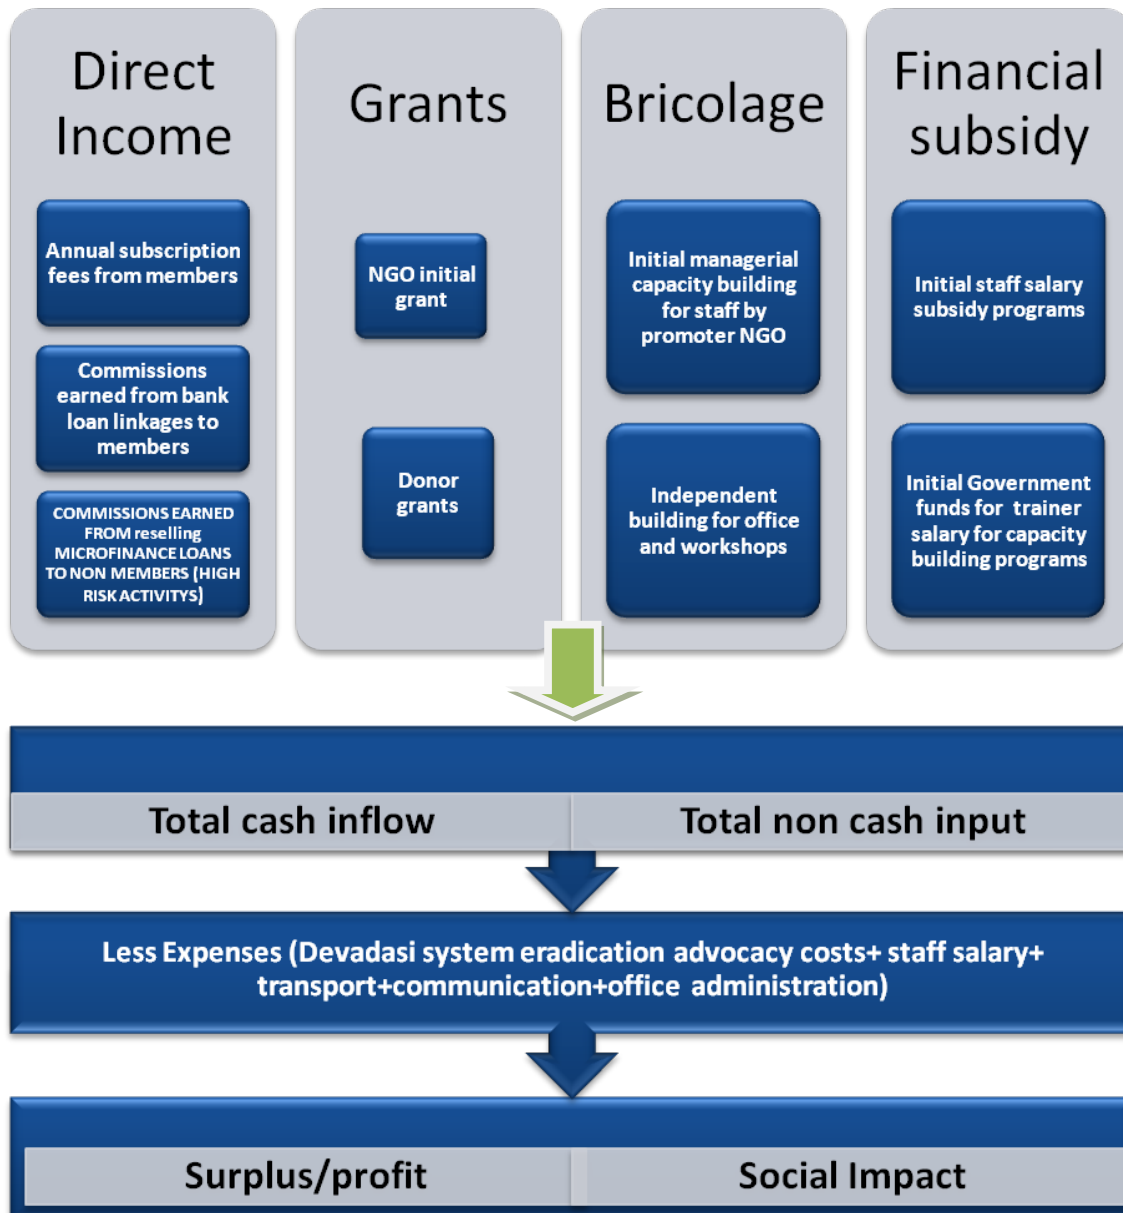 Direct
Income
Annual subscription
fees from members
Commissions
earned from bank
loan linkages to
members
COMMISSIONS EARNED
FROM reselling
MICROFINANCE LOANS
TO NON MEMBERS (HIGH
RISK ACTIVITYS)
Grants
NGO initial
grant
Donor
grants
Bricolage
Initial managerial
capacity building
for staff by
promoter NGO
Independent
building for office
and workshops
Financial
subsidy
Initial staff salary
subsidy programs
Initial Government
funds for trainer
salary for capacity
building programs
Total cash inflow
Total non cash input
Less Expenses (Devadasi system eradication advocacy costs+ staff salary+
transport+communication+office administration)
Surplus/profit
Social Impact